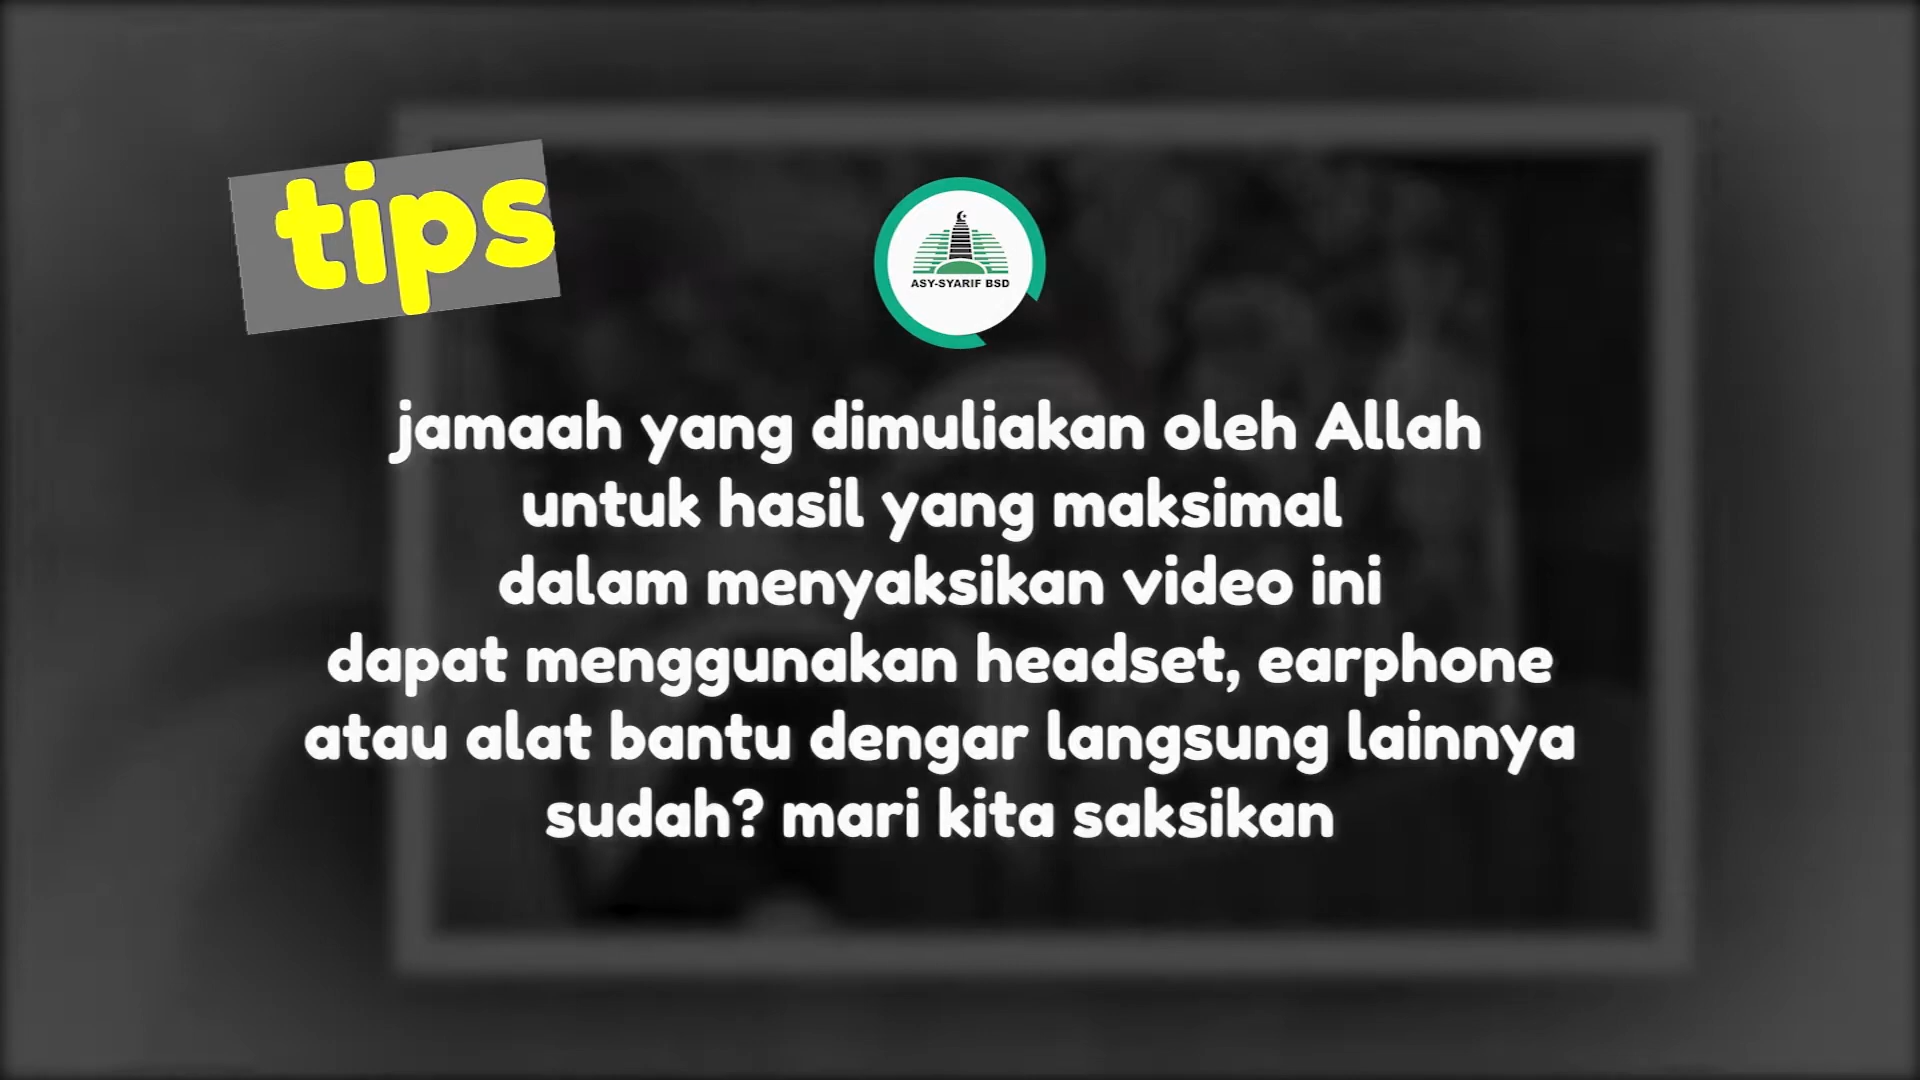 tips
ASY-SYARIF BSD
jamaah yang dimuliakan oleh Allah
untuk hasil yang maksimal
dalam menyaksikan video ini
dapat menggunakan headset, earphone
atau alat bantu dengar langsung lainnya
sudah? mari kita saksikan